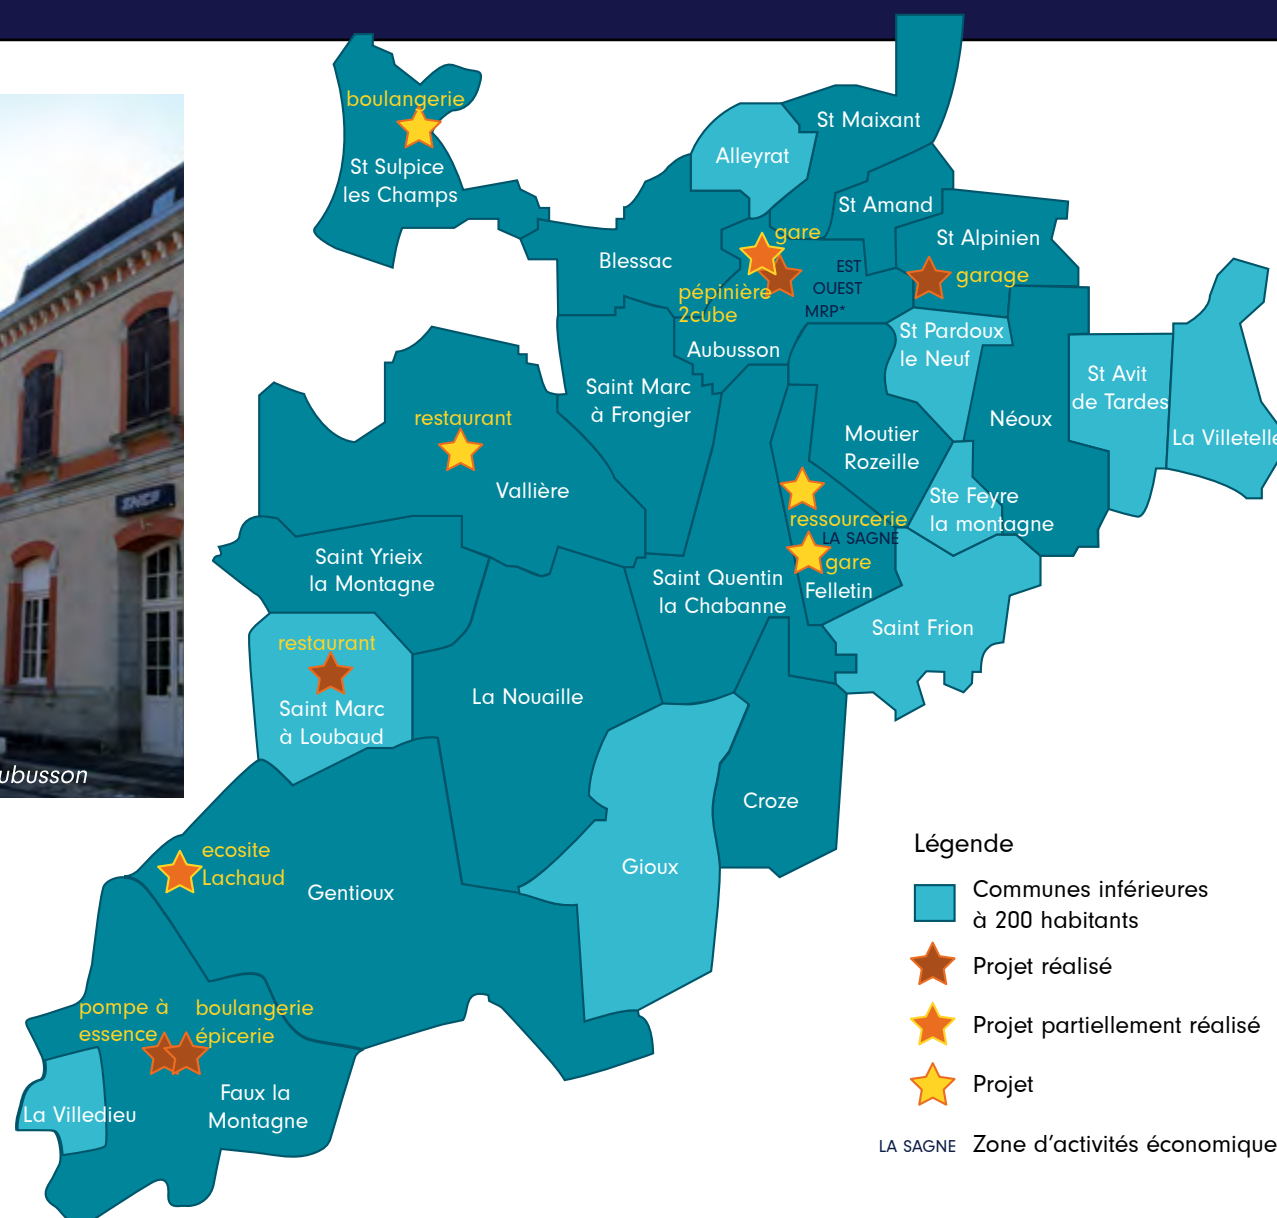 boulangerie
St Sulpice
les Champs
Alleyrat
St Maixant
St Amand
St Alpinien
gare
garage
Blessac
EST
OUEST
MRP*
pépinière
2cube
Aubusson
St Pardoux
le Neuf
St Avit
de Tardes
La Villetelle
Saint Marc
à Frongier
Néoux
restaurant
Vallière
Moutier
Rozeille
Ste Feyre
la montagne
ressourcerie
LA SAGNE
gare
Felletin
Saint Yrieix
la Montagne
Saint Quentin
la Chabanne
Saint Frion
restaurant
Saint Marc
à Loubaud
La Nouaille
SNCF
ubusson
Croze
Gioux
ecosite
Lachaud
Gentioux
pompe à
essence
boulangerie
épicerie
Faux la
Montagne
La Villedieu
Légende
Communes inférieures
à 200 habitants
Projet réalisé
Projet partiellement réalisé
Projet
LA SAGNE Zone d'activités économique